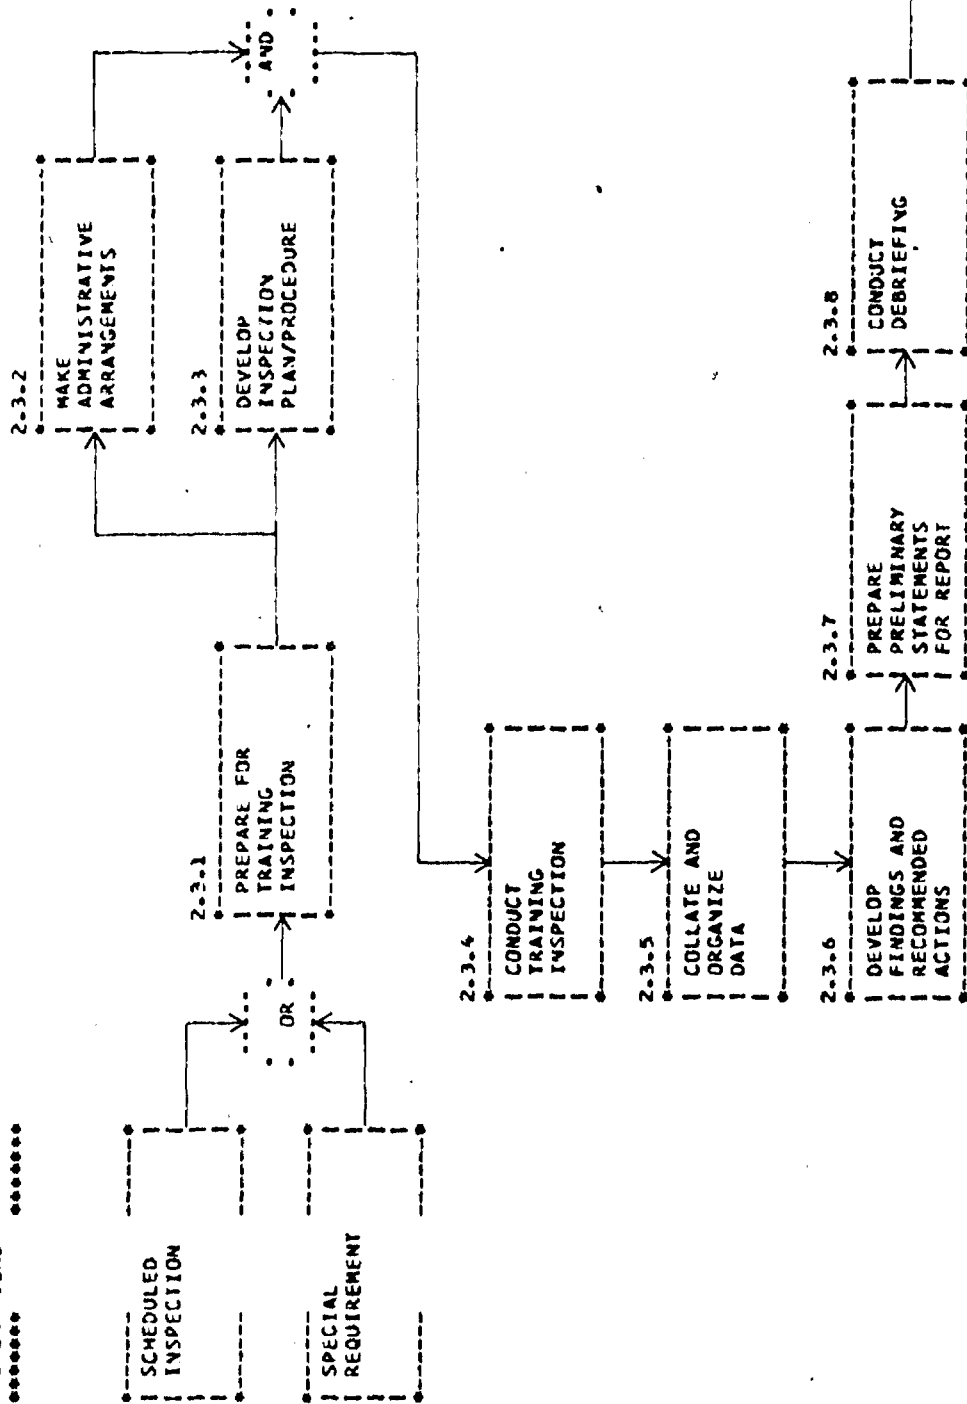 SCHEDULED
INSPECTION
SPECIAL
REQUIREMENT
OR
2.3.1
PREPARE FOR
TRAINING
INSPECTION
2.3.2
MAKE
ADMINISTRATIVE
ARRANGEMENTS
2.3.3
DEVELOP
INSPECTION
PLAN/PROCEDURE
AND
2.3.4
CONDUCT
TRAINING
INSPECTION
2.3.5
COLLATE AND
ORGANIZE
DATA
2.3.6
DEVELOP
FINDINGS AND
RECOMMENDED
ACTIONS
2.3.7
PREPARE
PRELIMINARY
STATEMENTS
FOR REPORT
2.3.8
CONDUCT
DEBRIEFING